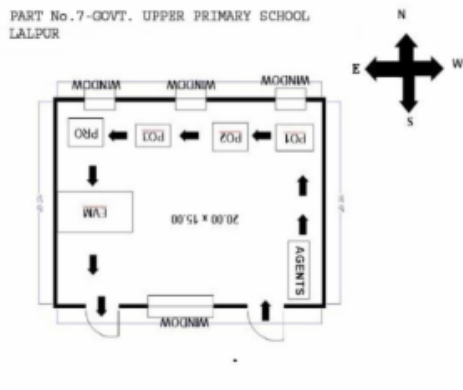 PART No.7-GOVT. UPPER PRIMARY SCHOOL
LALPUR
N
E
W
S
WINDOW
WINDOW
WINDOW
PRO
PO3
PO2
PO1
EVM
20.00 x 15.00
AGENTS
WINDOW